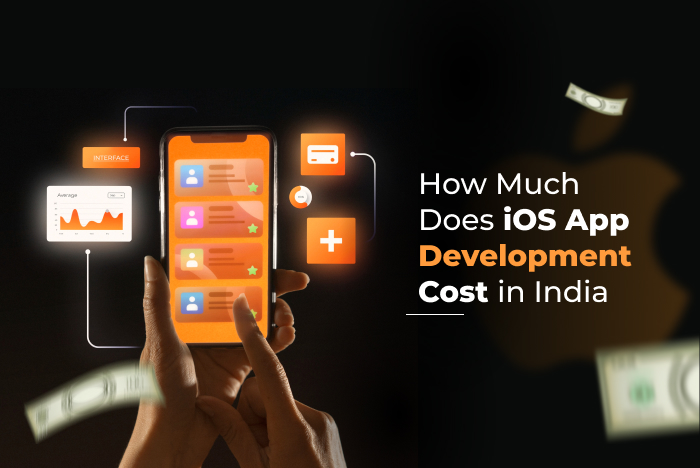 INTERFACE
Average
How Much
Does iOS App
Development
Cost in India